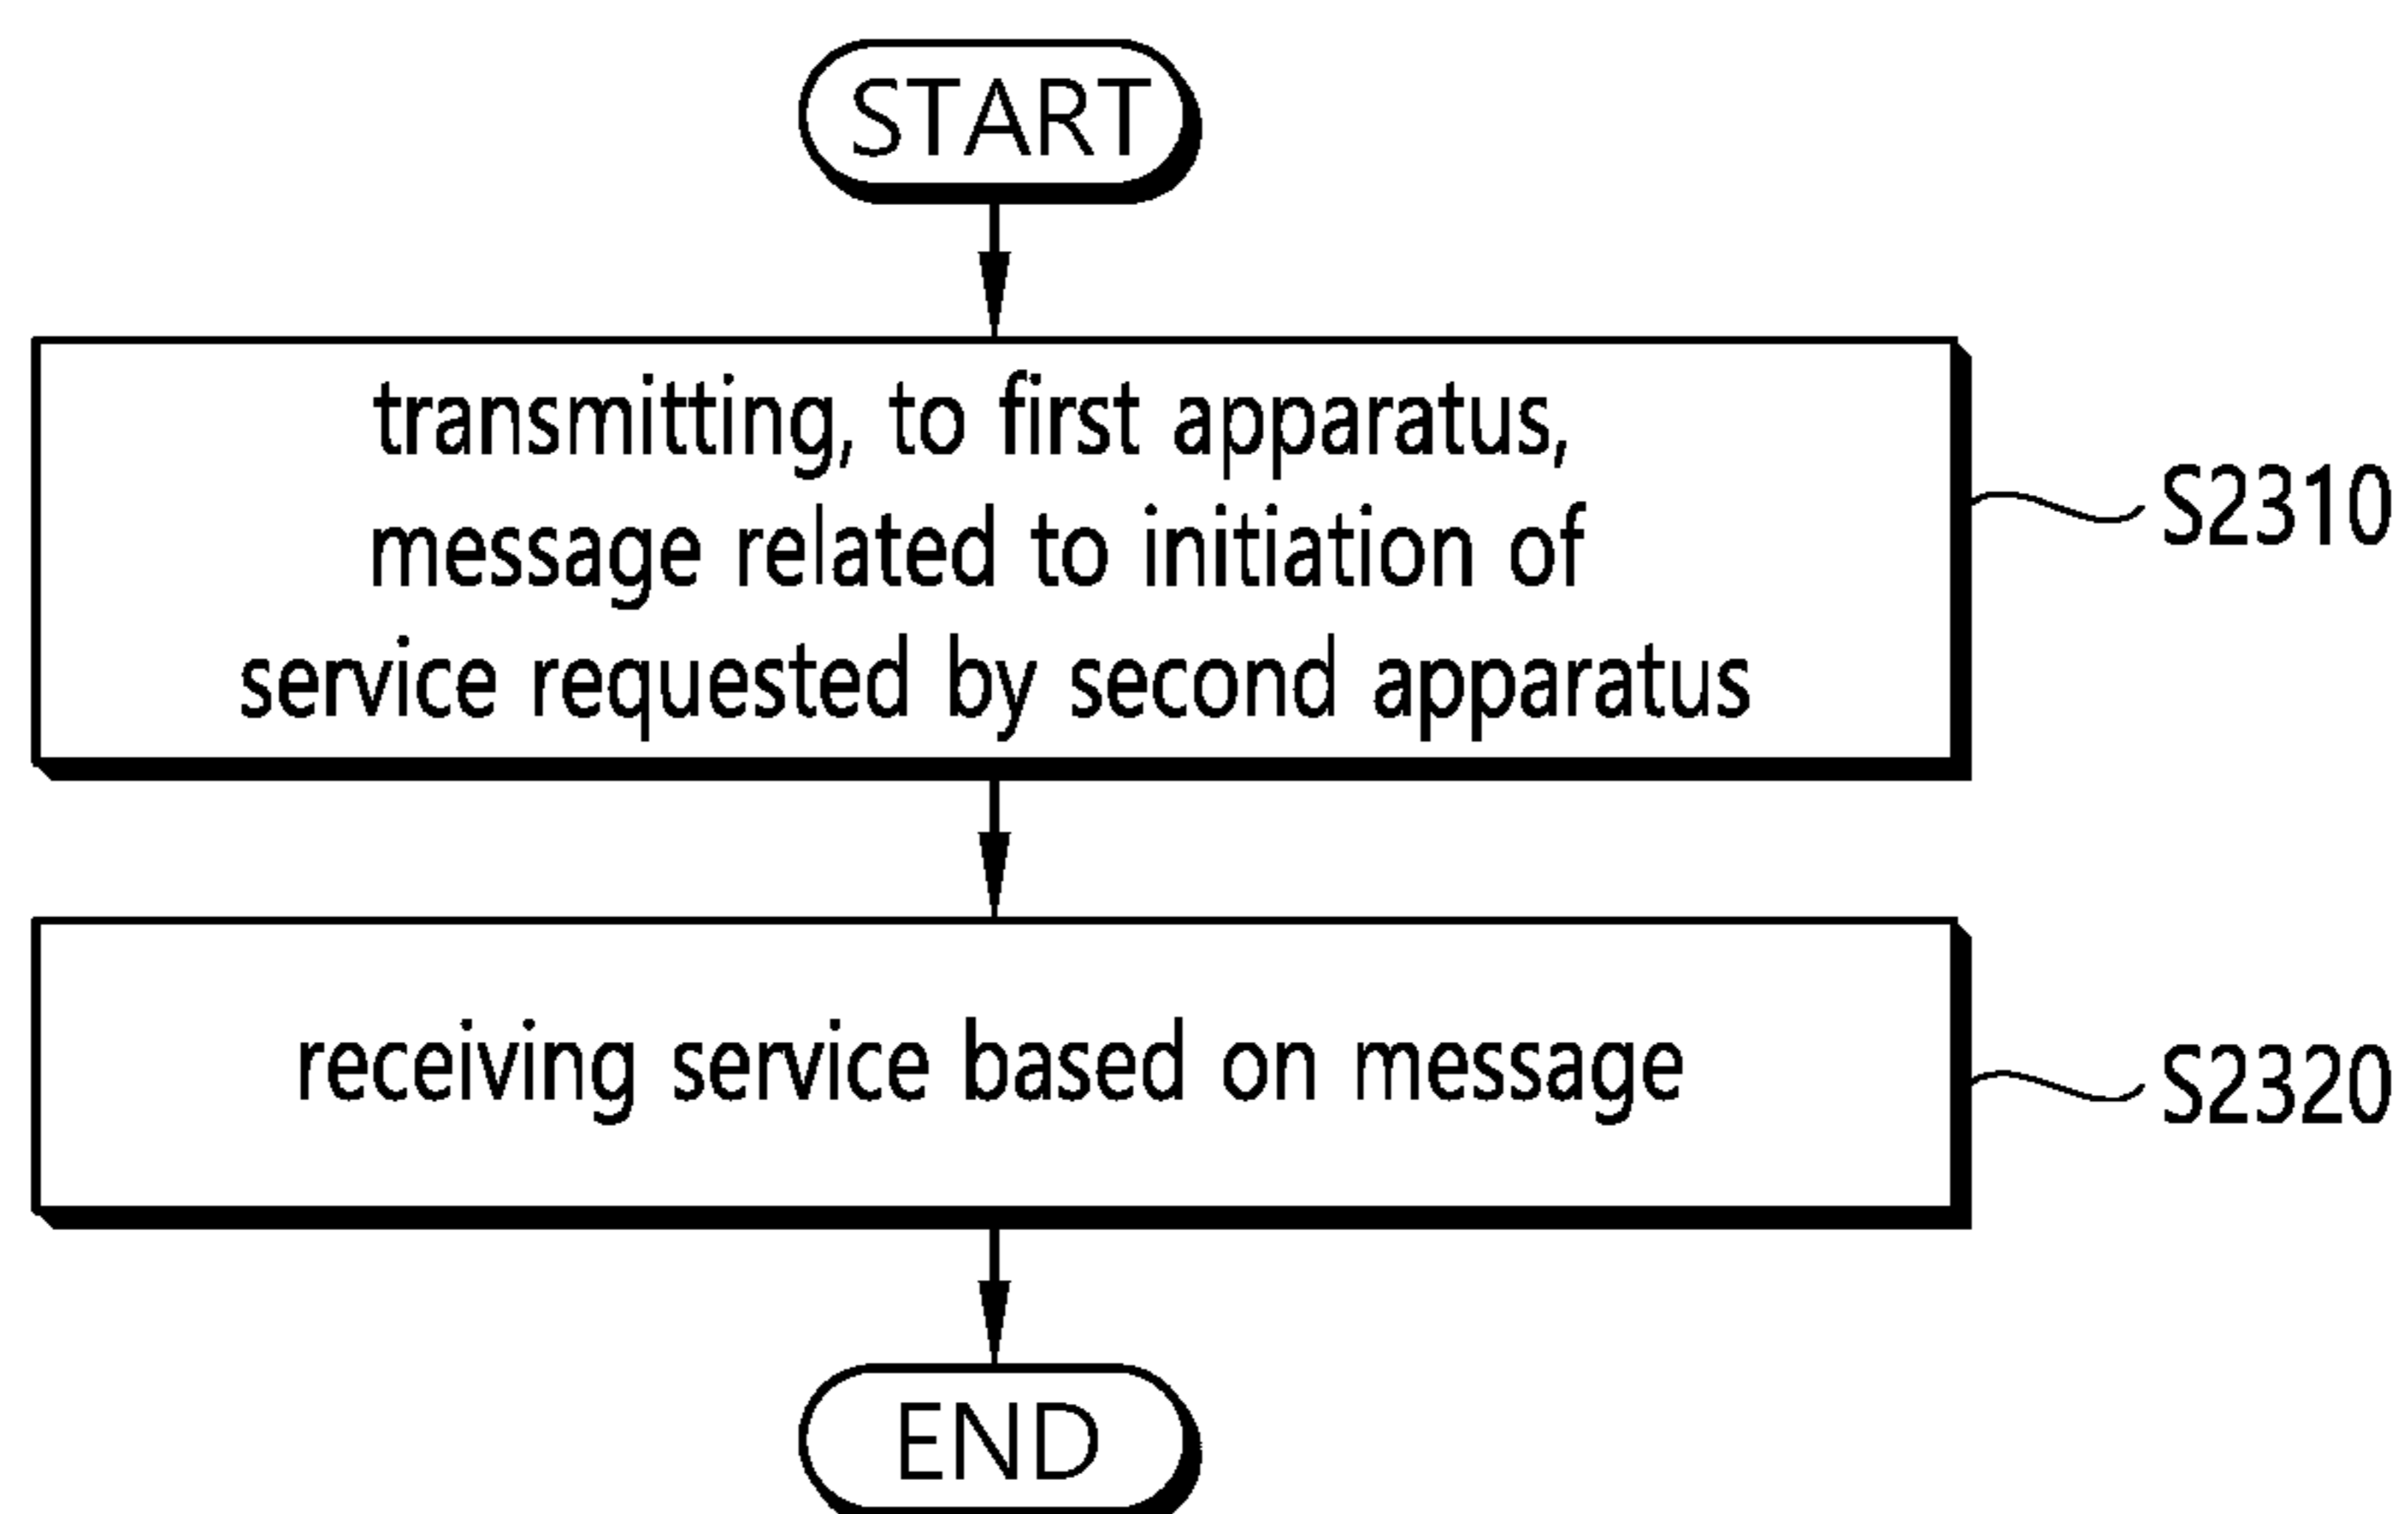 START
transmitting, to first apparatus,
message related to initiation of
service requested by second apparatus
S2310
receiving service based on message
S2320
END